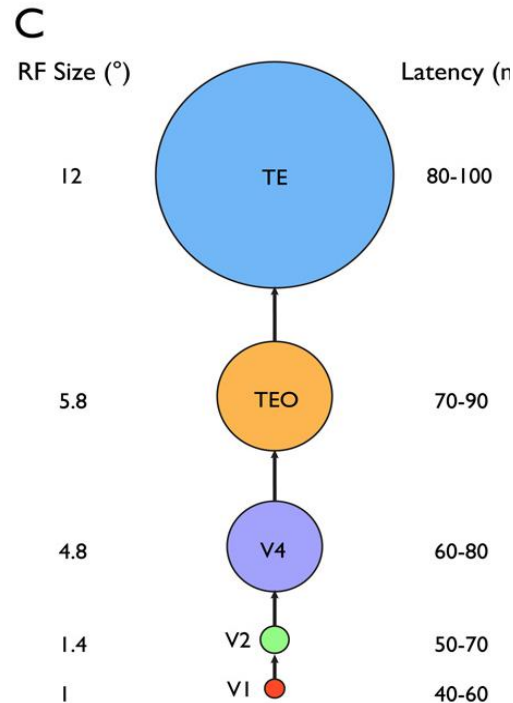 C
RF Size (°) Latency (
12 TE 80-100
5.8 TEO 70-90
4.8 V4 60-80
1.4 V2 50-70
1 V1 40-60